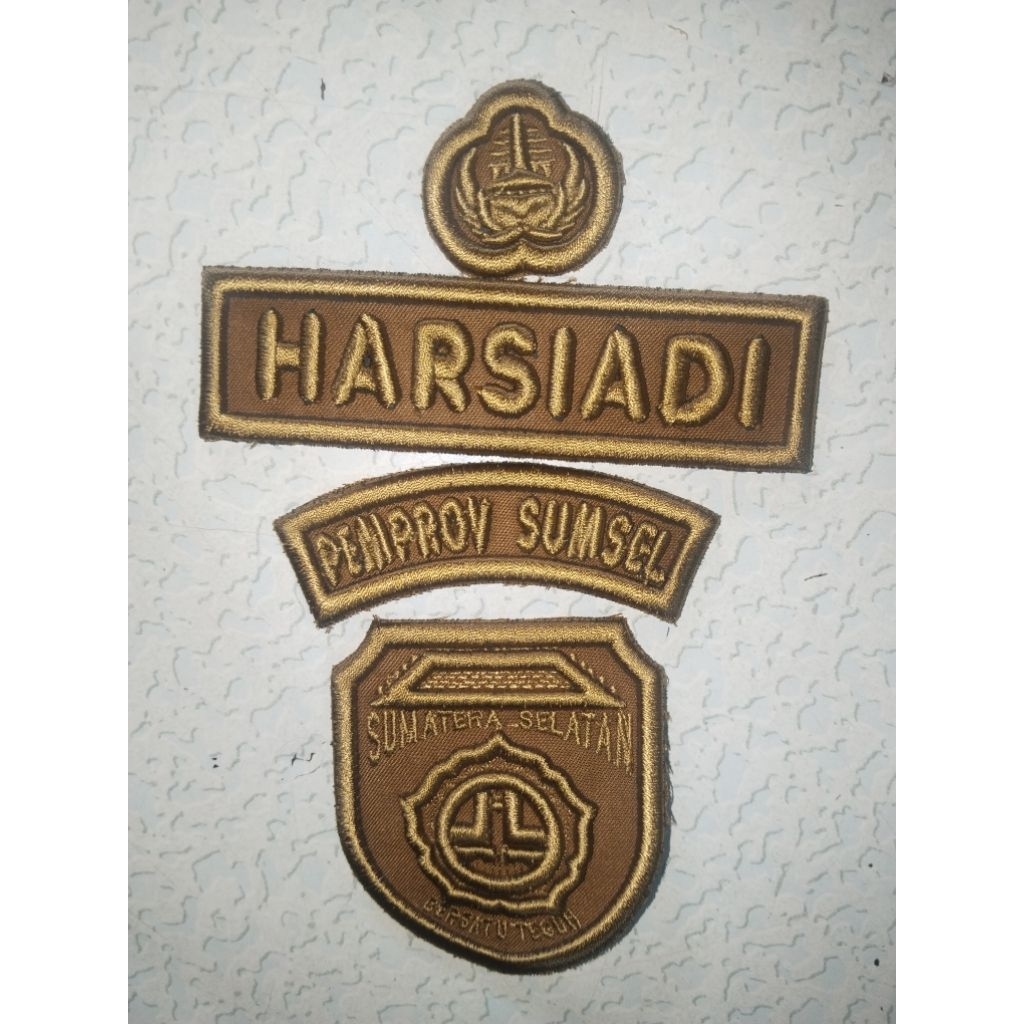 HARSIADI
PEMPROV SUMSEL
SUMATERA SELATAN
BERSATU TEGUH